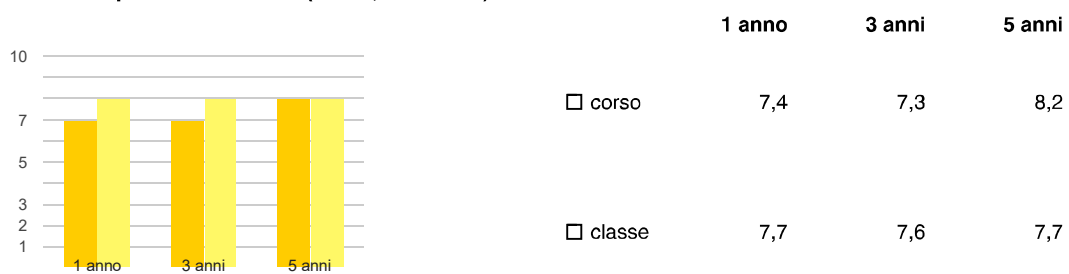 1 anno 3 anni 5 anni
10
7
5
3
2
1
1 anno 3 anni 5 anni
corso 7,4 7,3 8,2
classe 7,7 7,6 7,7